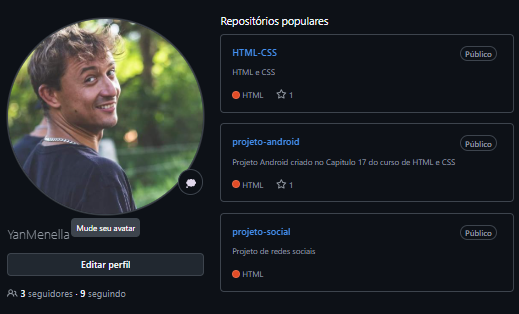 Mude seu avatar
YanMenella
Editar perfil
3 seguidores · 9 seguindo
Repositórios populares
HTML-CSS
Público
HTML e CSS
HTML
1
projeto-android
Público
Projeto Android criado no Capítulo 17 do curso de HTML e CSS
HTML
1
projeto-social
Público
Projeto de redes sociais
HTML